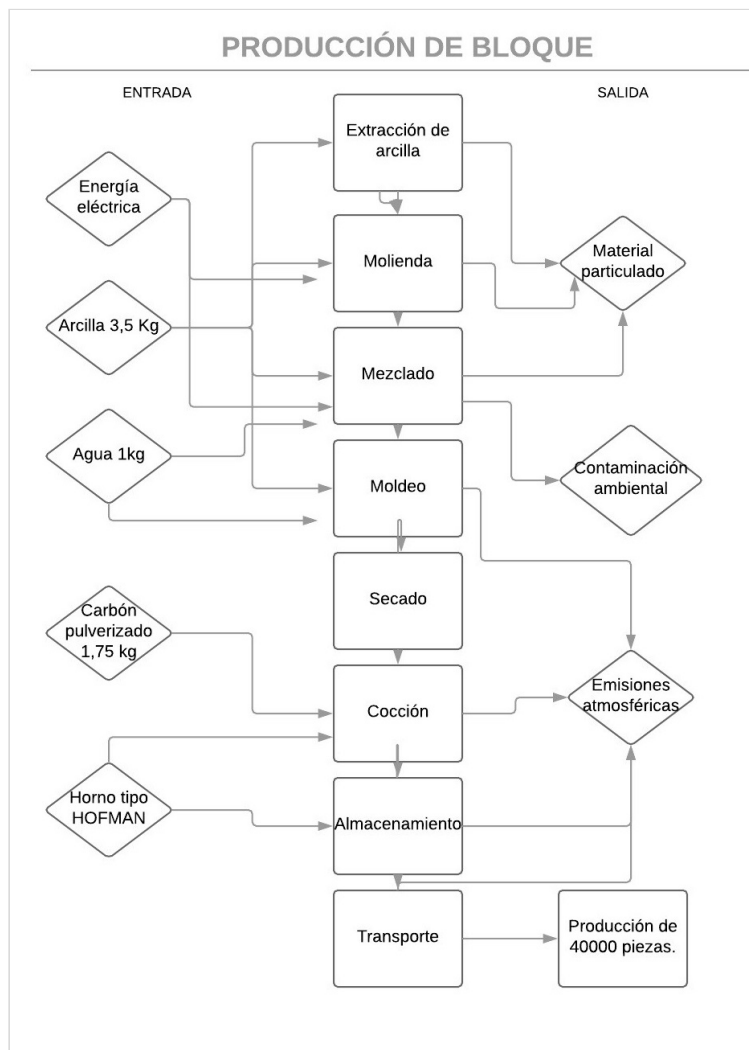 PRODUCCIÓN DE BLOQUE
ENTRADA
SALIDA
Extracción de
arcilla
Energía
eléctrica
Molienda
Material
particulado
Arcilla 3,5 Kg
Mezclado
Agua 1kg
Moldeo
Contaminación
ambiental
Secado
Carbón
pulverizado
1,75 kg
Cocción
Emisiones
atmosféricas
Horno tipo
HOFMAN
Almacenamiento
Transporte
Producción de
40000 piezas.